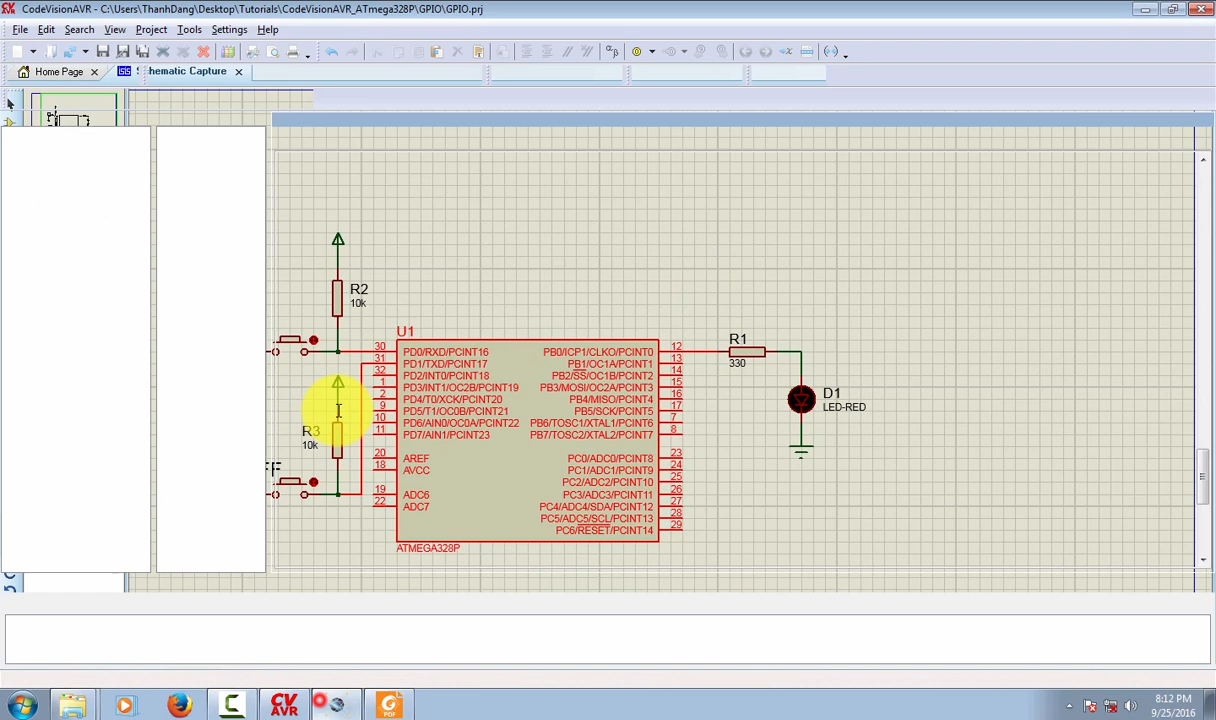 CodeVisionAVR - C:\Users\ThanhDang\Desktop\Tutorials\CodeVisionAVR_ATmega328P\GPIO\GPIO.prj
File Edit View Project Tools Settings Help
Home Page
ISIS
hematic Capture
R2
10k
R3
10k
FF
U1
30 PD0/RXD/PCINT16
31 PD1/TXD/PCINT17
32 PD2/INT0/PCINT18
1 PD3/INT1/OC2B/PCINT19
2 PD4/T0/XCK/PCINT20
9 PD5/T1/OC0B/PCINT21
10 PD6/AIN0/OC0A/PCINT22
11 PD7/AIN1/PCINT23
20 AREF
18 AVCC
19 ADC6
22 ADC7
PB0/ICP1/CLKO/PCINT0 12
PB1/OC1A/PCINT1 13
PB2/SS/OC1B/PCINT2 14
PB3/MOSI/OC2A/PCINT3 15
PB4/MISO/PCINT4 16
PB5/SCK/PCINT5 17
PB6/TOSC1/XTAL1/PCINT6 7
PB7/TOSC2/XTAL2/PCINT7 8
PC0/ADC0/PCINT8 23
PC1/ADC1/PCINT9 24
PC2/ADC2/PCINT10 25
PC3/ADC3/PCINT11 26
PC4/ADC4/SDA/PCINT12 27
PC5/ADC5/SCL/PCINT13 28
PC6/RESET/PCINT14 29
ATMEGA328P
R1
330
D1
LED-RED
CV
AVR
PDF
8:12 PM
9/25/2016